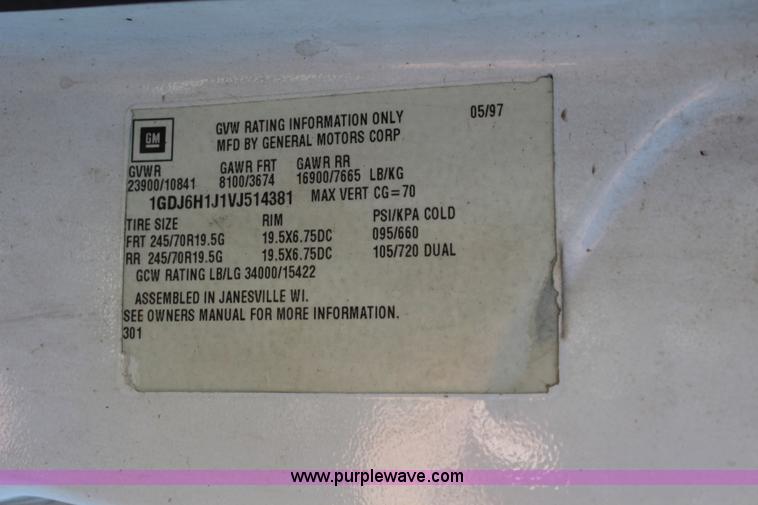 GM
GVW RATING INFORMATION ONLY 05/97
MFD BY GENERAL MOTORS CORP
GVWR GAWR FRT GAWR RR
23900/10841 8100/3674 16900/7665 LB/KG
1GDJ6H1J1VJ514381 MAX VERT CG=70
TIRE SIZE RIM PSI/KPA COLD
FRT 245/70R19.5G 19.5X6.75DC 095/660
RR 245/70R19.5G 19.5X6.75DC 105/720 DUAL
GCW RATING LB/LG 34000/15422
ASSEMBLED IN JANESVILLE WI.
SEE OWNERS MANUAL FOR MORE INFORMATION.
301
www.purplewave.com